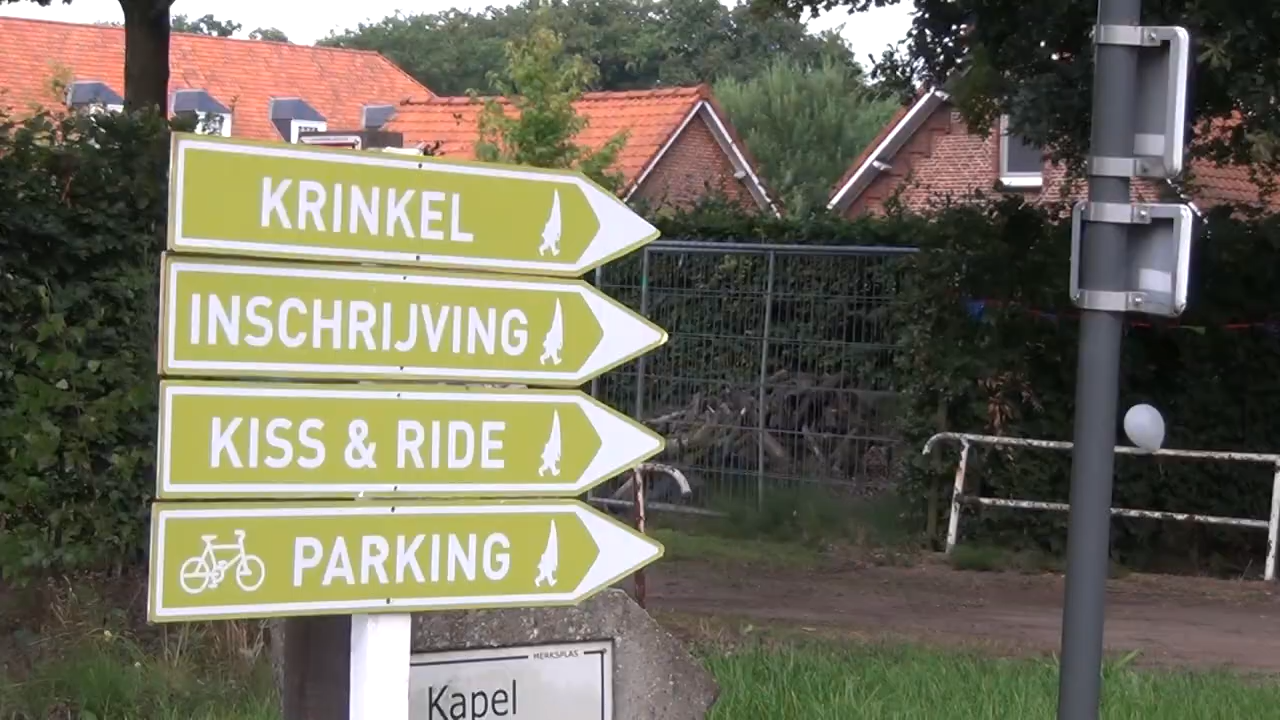 KRINKEL
INSCHRIJVING
KISS & RIDE
PARKING
MERKSPLAS
Kapel